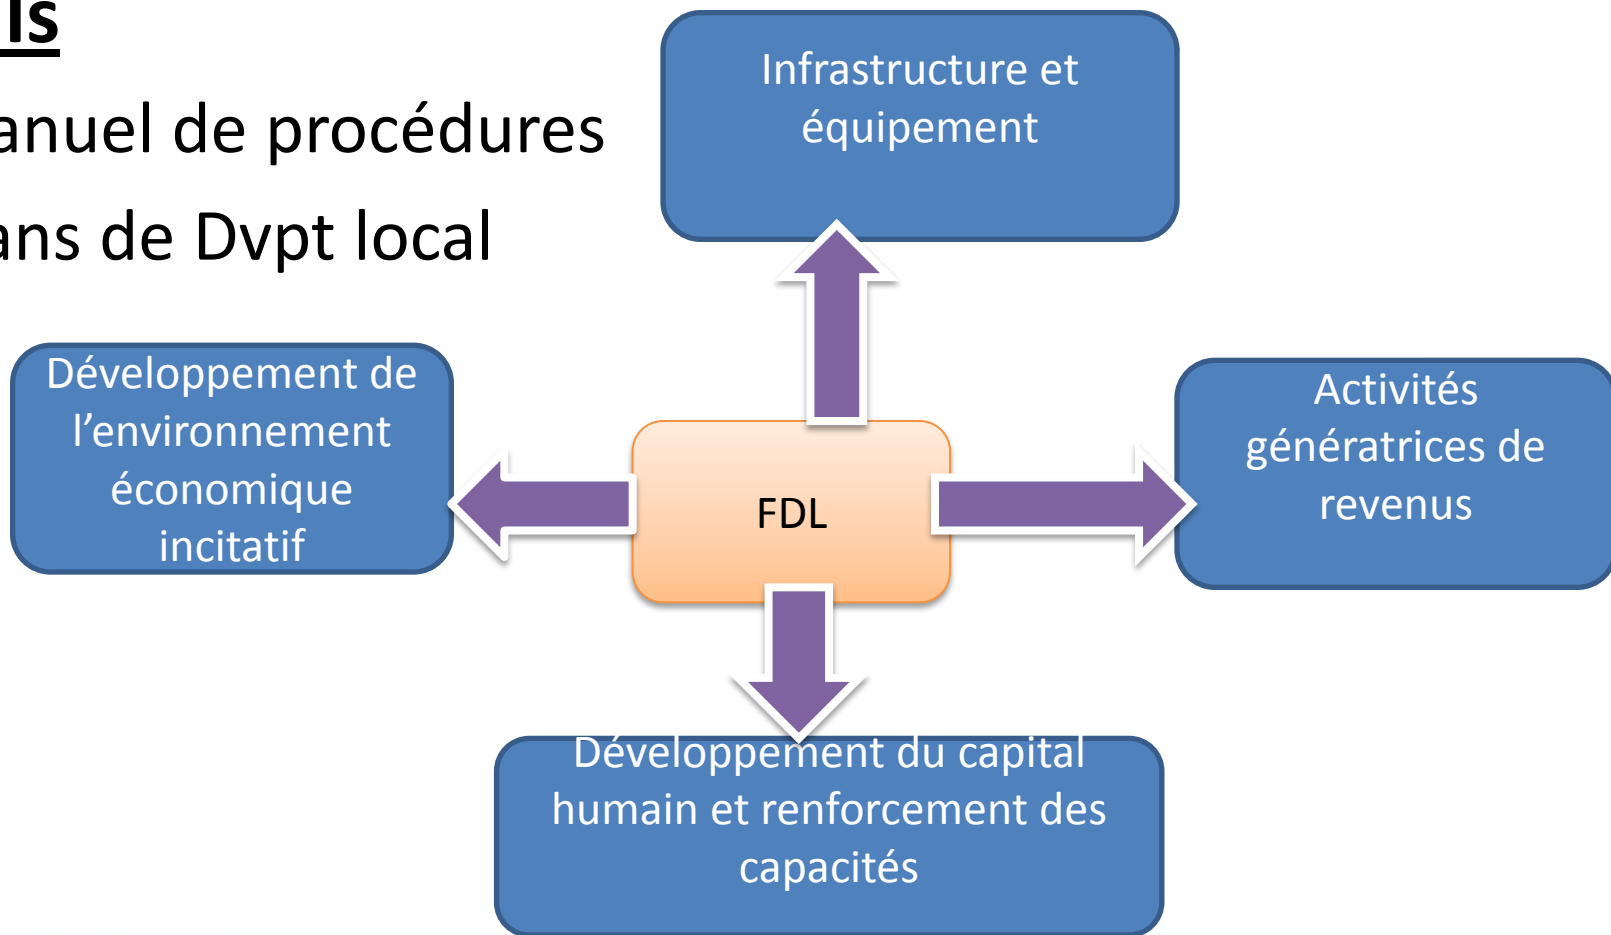 ls
anuel de procédures
ans de Dvpt local
Infrastructure et
équipement
Développement de
l’environnement
économique
incitatif
FDL
Activités
génératrices de
revenus
Développement du capital
humain et renforcement des
capacités